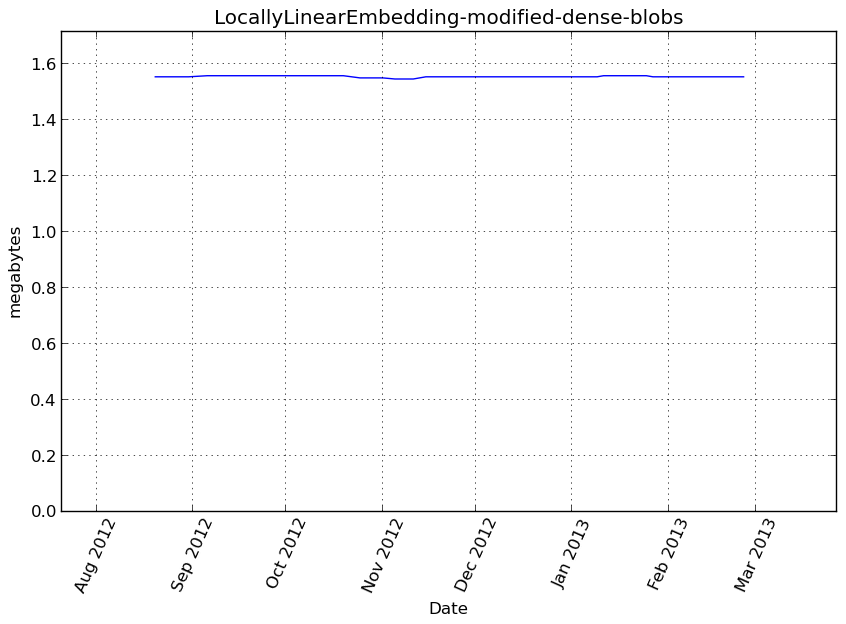 LocallyLinearEmbedding-modified-dense-blobs
1.6
1.4
1.2
1.0
0.8
0.6
0.4
0.2
0.0
megabytes
Aug 2012
Sep 2012
Oct 2012
Nov 2012
Dec 2012
Jan 2013
Feb 2013
Mar 2013
Date